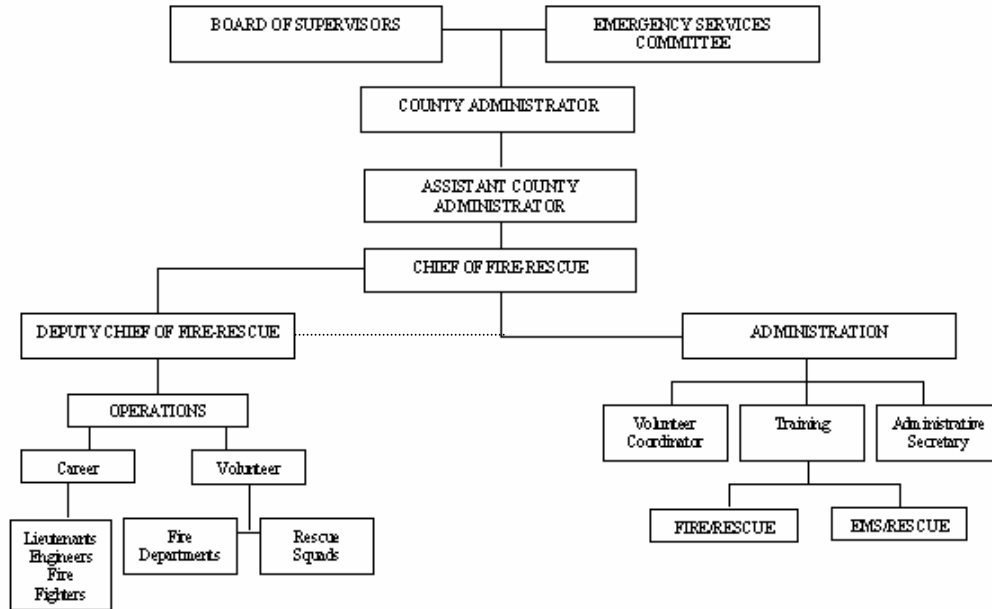 BOARD OF SUPERVISORS
EMERGENCY SERVICES
COMMITTEE
COUNTY ADMINISTRATOR
ASSISTANT COUNTY
ADMINISTRATOR
CHIEF OF FIRE-RESCUE
DEPUTY CHIEF OF FIRE-RESCUE
ADMINISTRATION
OPERATIONS
Volunteer
Coordinator
Training
Administrative
Secretary
Career
Volunteer
FIRE/RESCUE
EMS/RESCUE
Lieutenants
Engineers
Fire
Fighters
Fire
Departments
Rescue
Squads